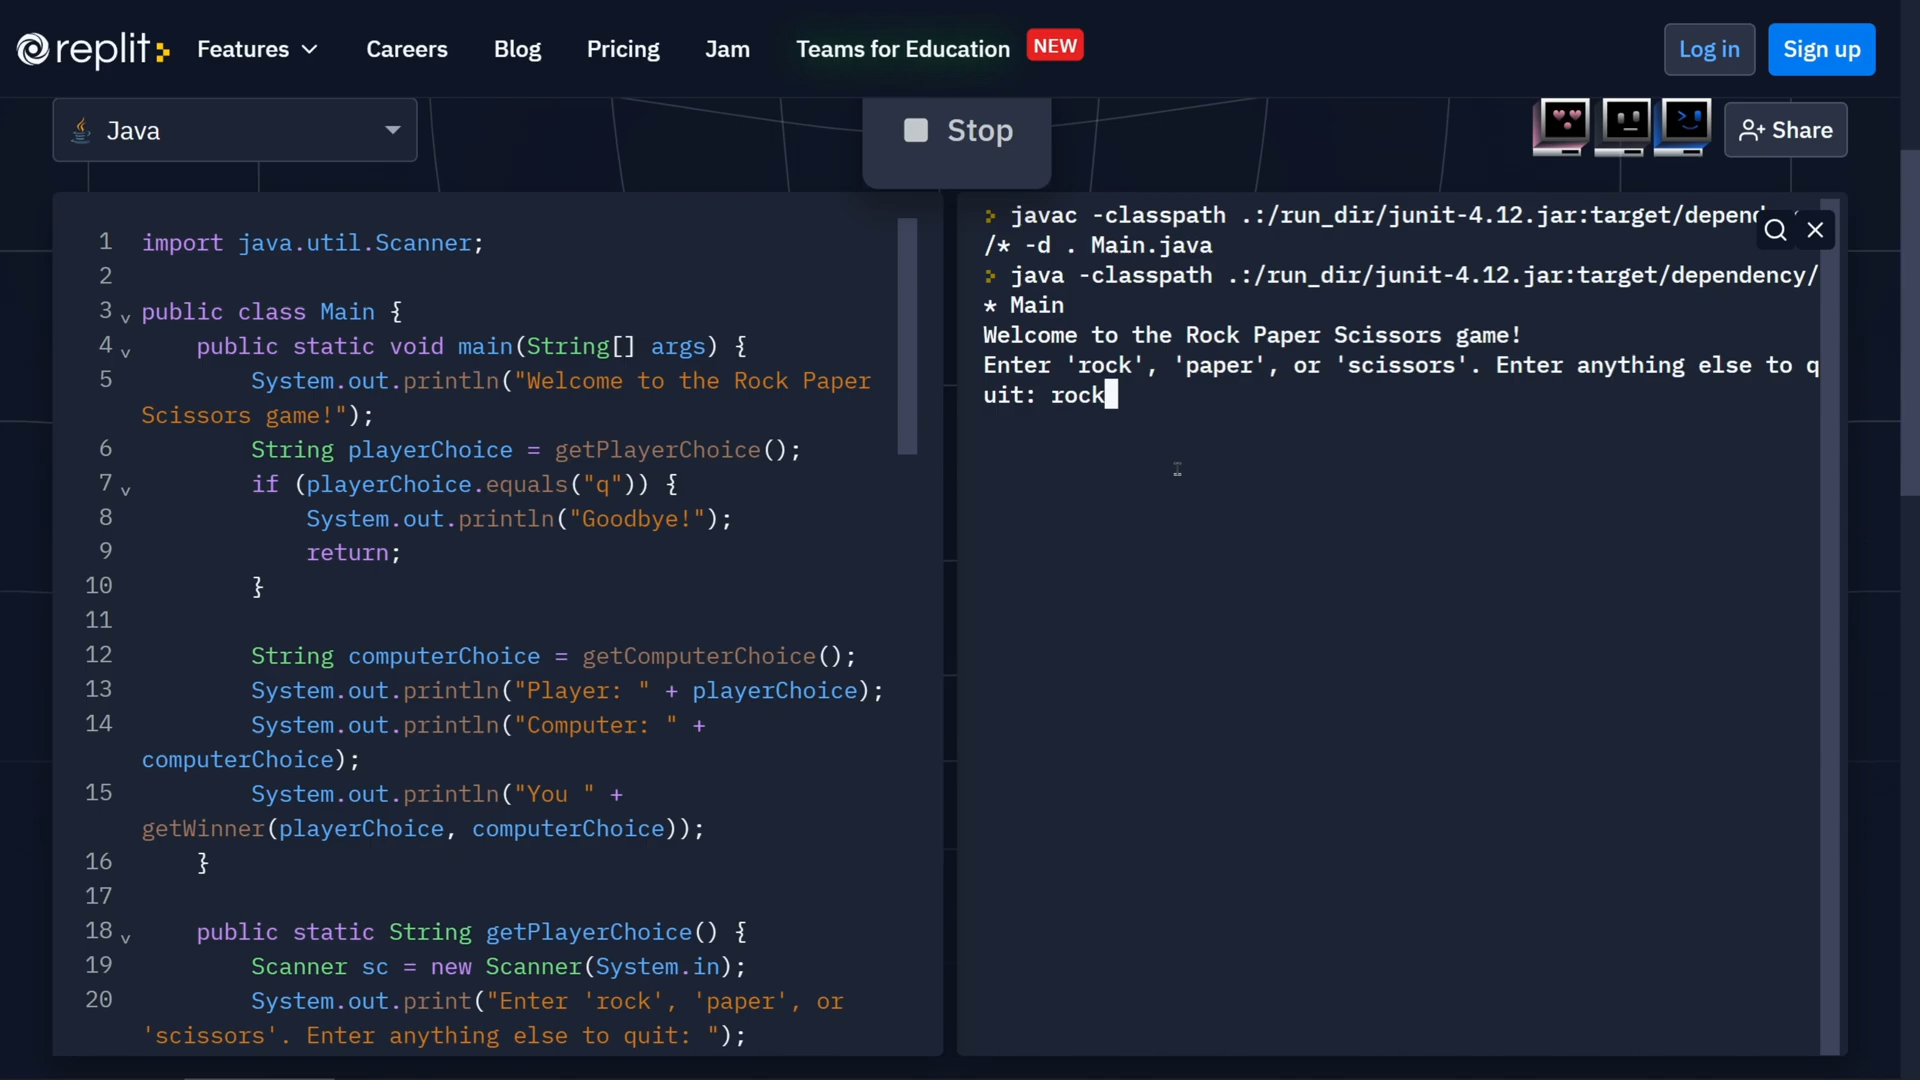 replit
Features
Careers
Blog
Pricing
Jam
Teams for Education
NEW
Log in
Sign up
Java
Stop
Share
1 import java.util.Scanner;
2
3 public class Main {
4 public static void main(String[] args) {
5 System.out.println("Welcome to the Rock Paper
Scissors game!");
6 String playerChoice = getPlayerChoice();
7 if (playerChoice.equals("q")) {
8 System.out.println("Goodbye!");
9 return;
10 }
11
12 String computerChoice = getComputerChoice();
13 System.out.println("Player: " + playerChoice);
14 System.out.println("Computer: " +
computerChoice);
15 System.out.println("You " +
getWinner(playerChoice, computerChoice));
16 }
17
18 public static String getPlayerChoice() {
19 Scanner sc = new Scanner(System.in);
20 System.out.print("Enter 'rock', 'paper', or
'scissors'. Enter anything else to quit: ");
javac -classpath .:/run_dir/junit-4.12.jar:target/depend
/* -d . Main.java
java -classpath .:/run_dir/junit-4.12.jar:target/dependency/
* Main
Welcome to the Rock Paper Scissors game!
Enter 'rock', 'paper', or 'scissors'. Enter anything else to q
uit: rock